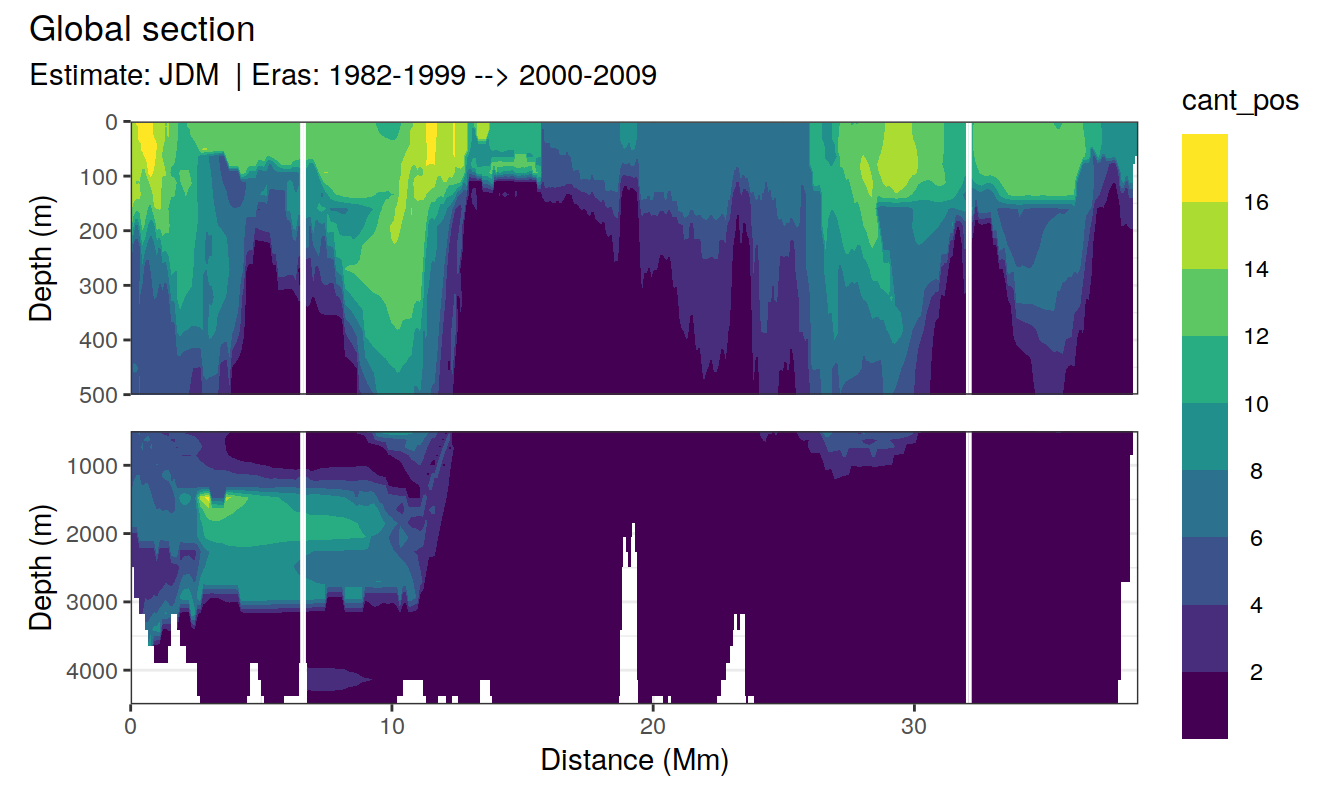 Global section
Estimate: JDM | Eras: 1982-1999 --> 2000-2009
cant_pos
16
14
12
10
8
6
4
2
Depth (m)
0
100
200
300
400
500
Depth (m)
1000
2000
3000
4000
0 10 20 30
Distance (Mm)